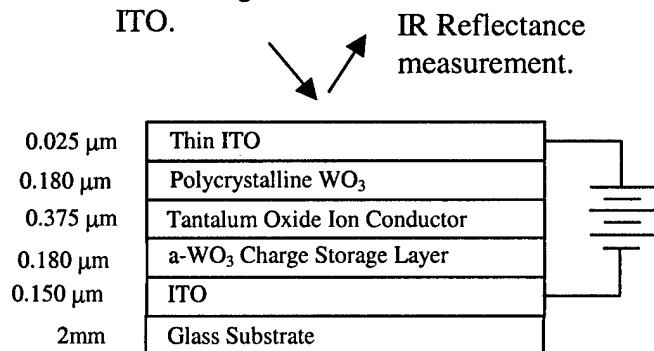 ITO.
IR Reflectance
measurement.
0.025 μm Thin ITO
0.180 μm Polycrystalline WO₃
0.375 μm Tantalum Oxide Ion Conductor
0.180 μm a-WO₃ Charge Storage Layer
0.150 μm ITO
2mm Glass Substrate